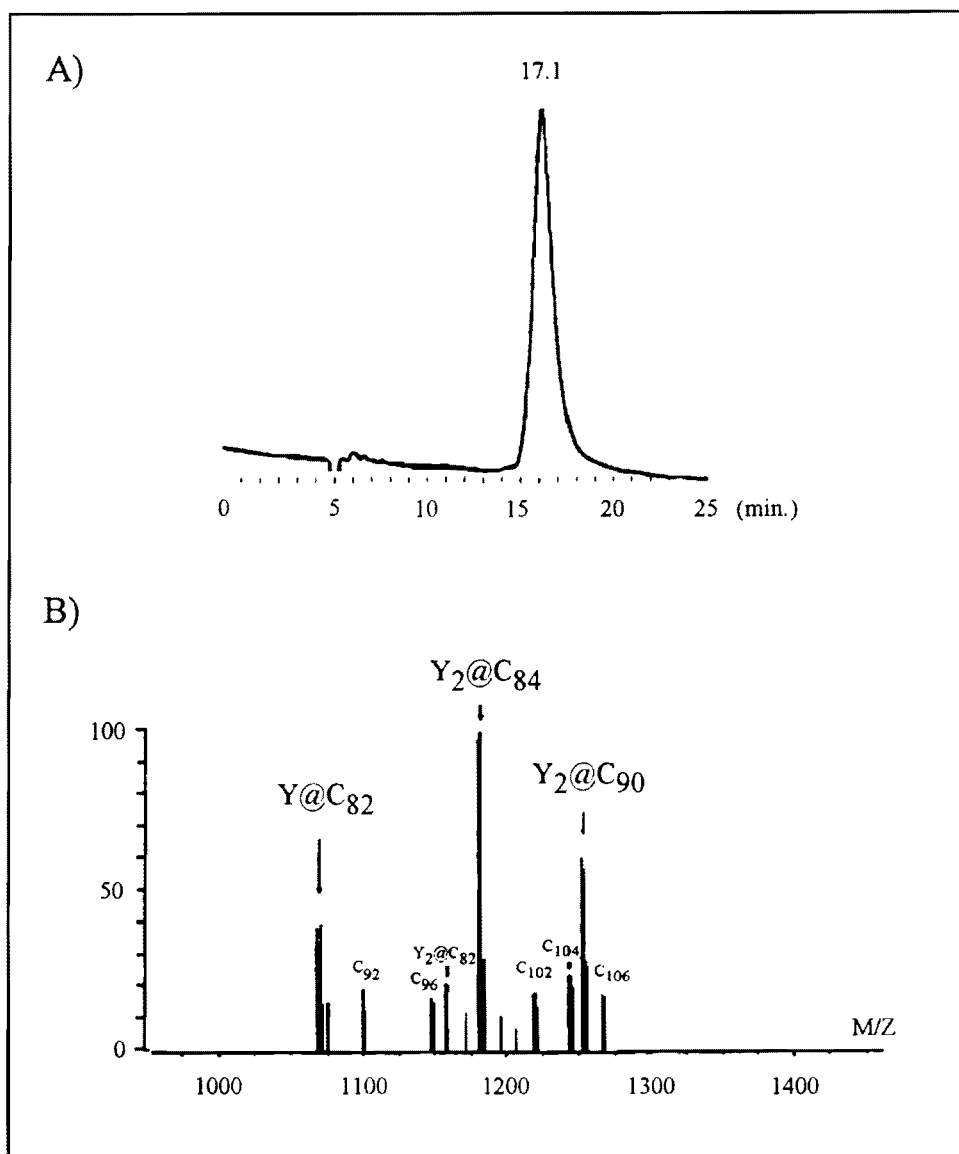 A)
17.1
0 5 10 15 20 25 (min.)
B)
Y₂@C₈₄
100
Y₂@C₉₀
Y@C₈₂
50
C₁₀₄
Y₂@C₈₂
C₉₂
C₁₀₂
C₉₆
C₁₀₆
M/Z
0
1000 1100 1200 1300 1400